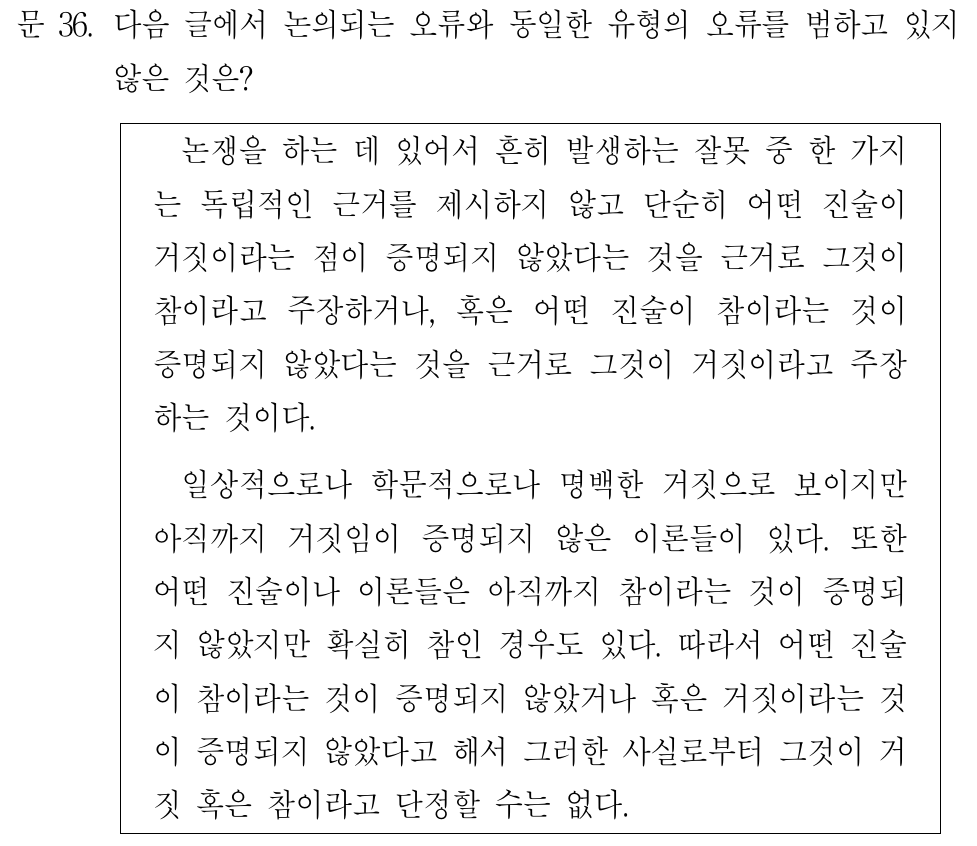 문 36. 다음 글에서 논의되는 오류와 동일한 유형의 오류를 범하고 있지
않은 것은?
논쟁을 하는 데 있어서 흔히 발생하는 잘못 중 한 가지
는 독립적인 근거를 제시하지 않고 단순히 어떤 진술이
거짓이라는 점이 증명되지 않았다는 것을 근거로 그것이
참이라고 주장하거나, 혹은 어떤 진술이 참이라는 것이
증명되지 않았다는 것을 근거로 그것이 거짓이라고 주장
하는 것이다.
일상적으로나 학문적으로나 명백한 거짓으로 보이지만
아직까지 거짓임이 증명되지 않은 이론들이 있다. 또한
어떤 진술이나 이론들은 아직까지 참이라는 것이 증명되
지 않았지만 확실히 참인 경우도 있다. 따라서 어떤 진술
이 참이라는 것이 증명되지 않았거나 혹은 거짓이라는 것
이 증명되지 않았다고 해서 그러한 사실로부터 그것이 거
짓 혹은 참이라고 단정할 수는 없다.